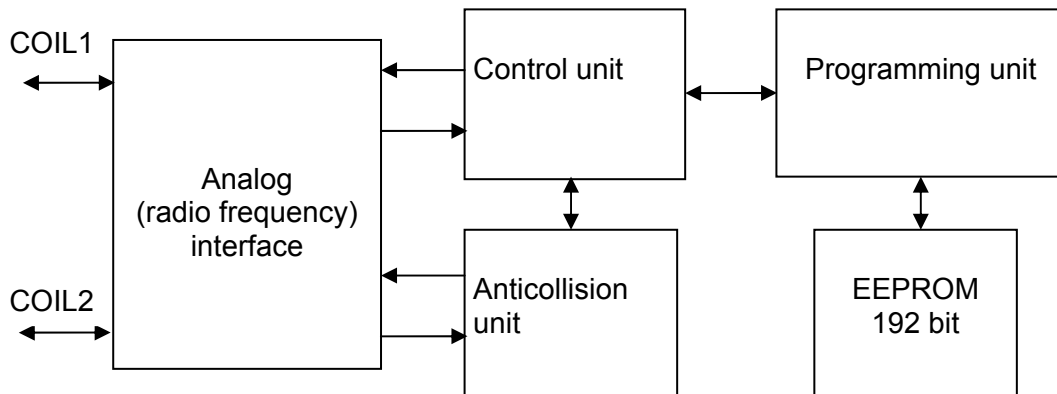 COIL1
Control unit
Programming unit
Analog
(radio frequency)
interface
COIL2
Anticollision
unit
EEPROM
192 bit